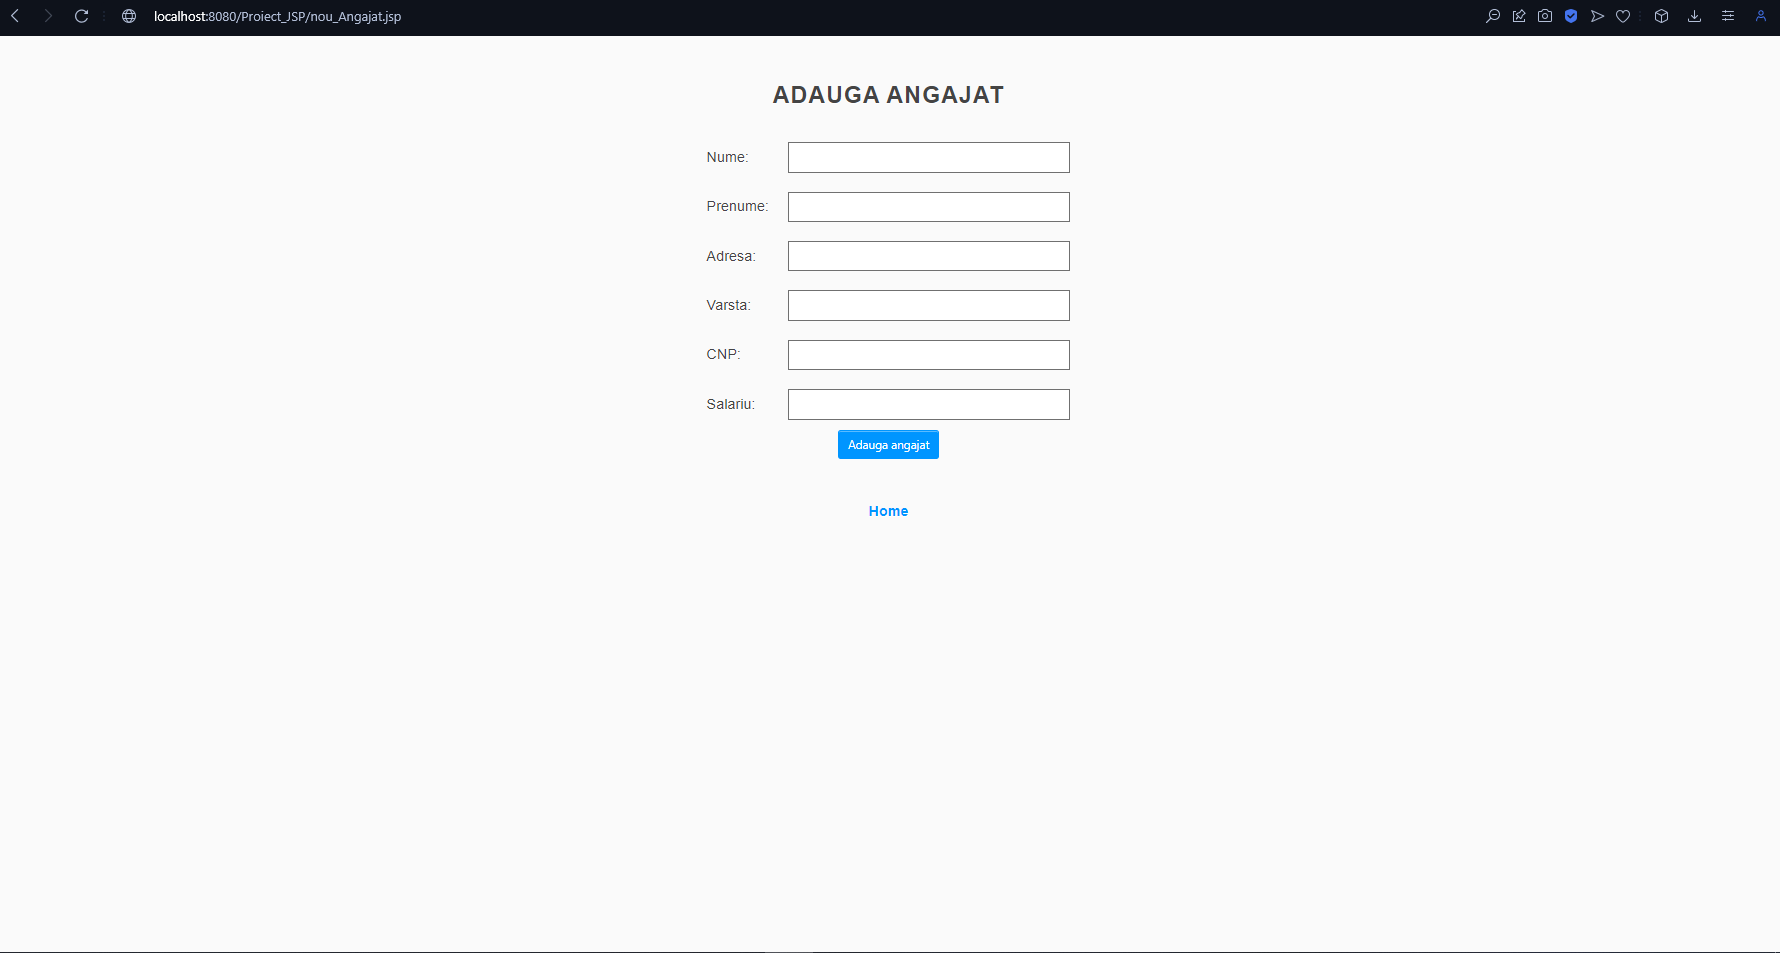 localhost:8080/Proiect_JSP/nou_Angajat.jsp
ADAUGA ANGAJAT
Nume:
Prenume:
Adresa:
Varsta:
CNP:
Salariu:
Adauga angajat
Home